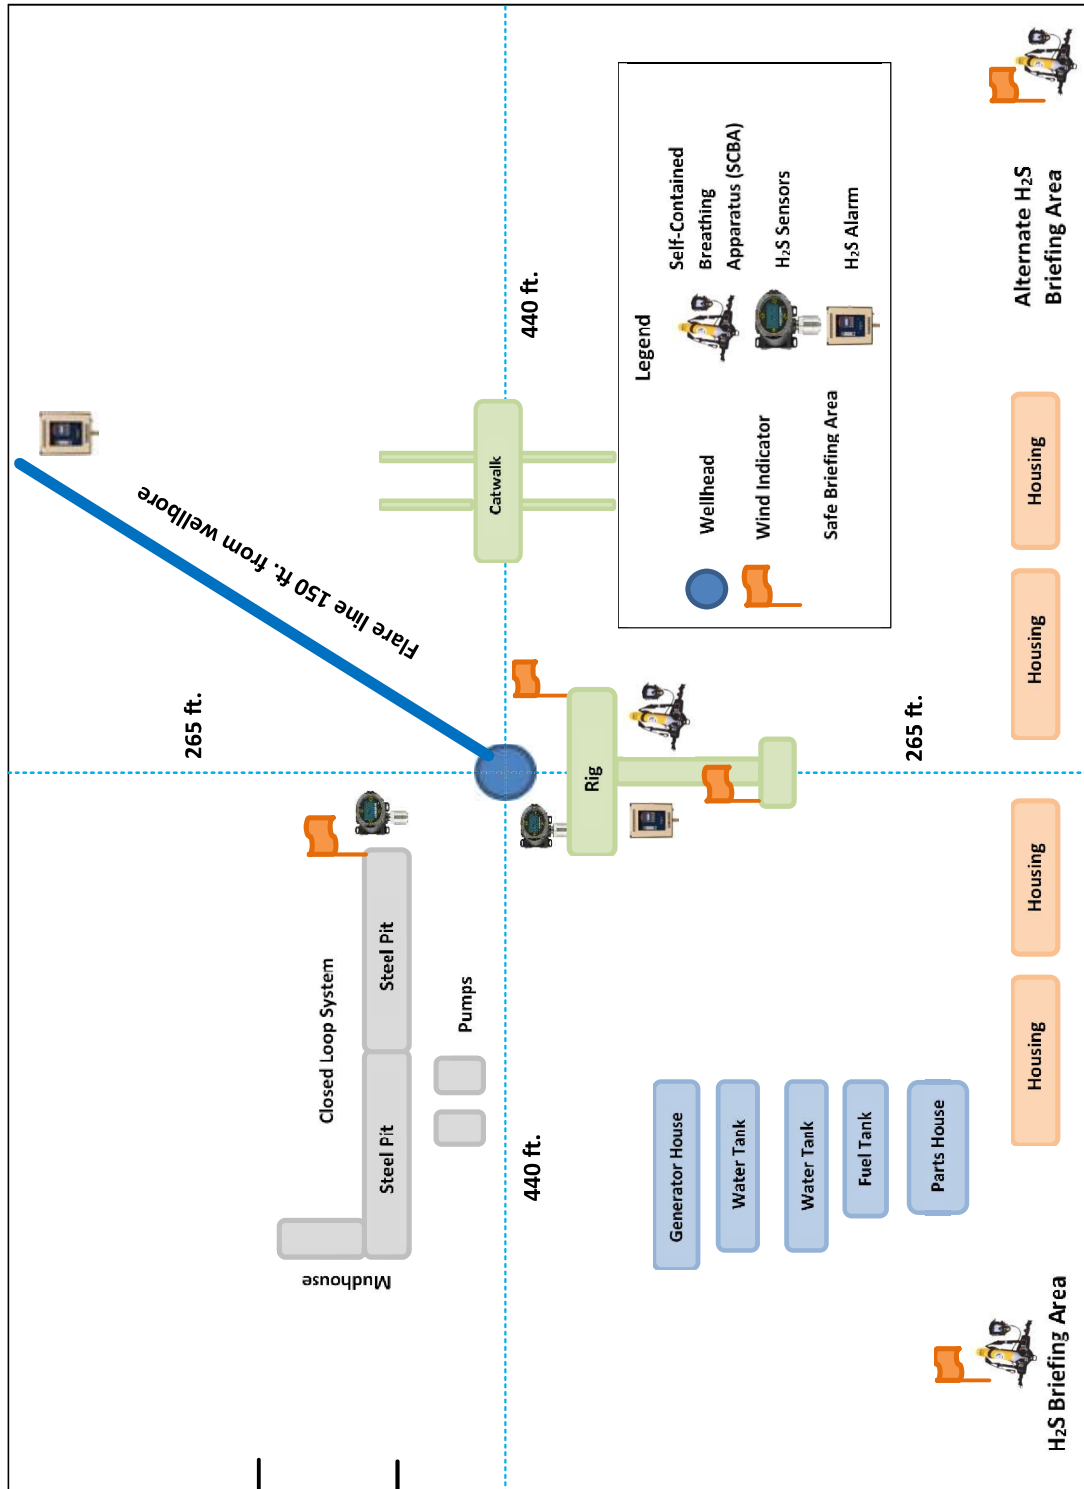 Flare line 150 ft. from wellbore
265 ft.
440 ft.
Catwalk
Legend
Self-Contained
Breathing
Apparatus (SCBA)
H₂S Sensors
H₂S Alarm
Wellhead
Wind Indicator
Safe Briefing Area
Rig
265 ft.
Closed Loop System
Steel Pit
Steel Pit
Mudhouse
Pumps
440 ft.
Generator House
Water Tank
Water Tank
Fuel Tank
Parts House
Housing
Housing
Housing
Housing
H₂S Briefing Area
Alternate H₂S
Briefing Area